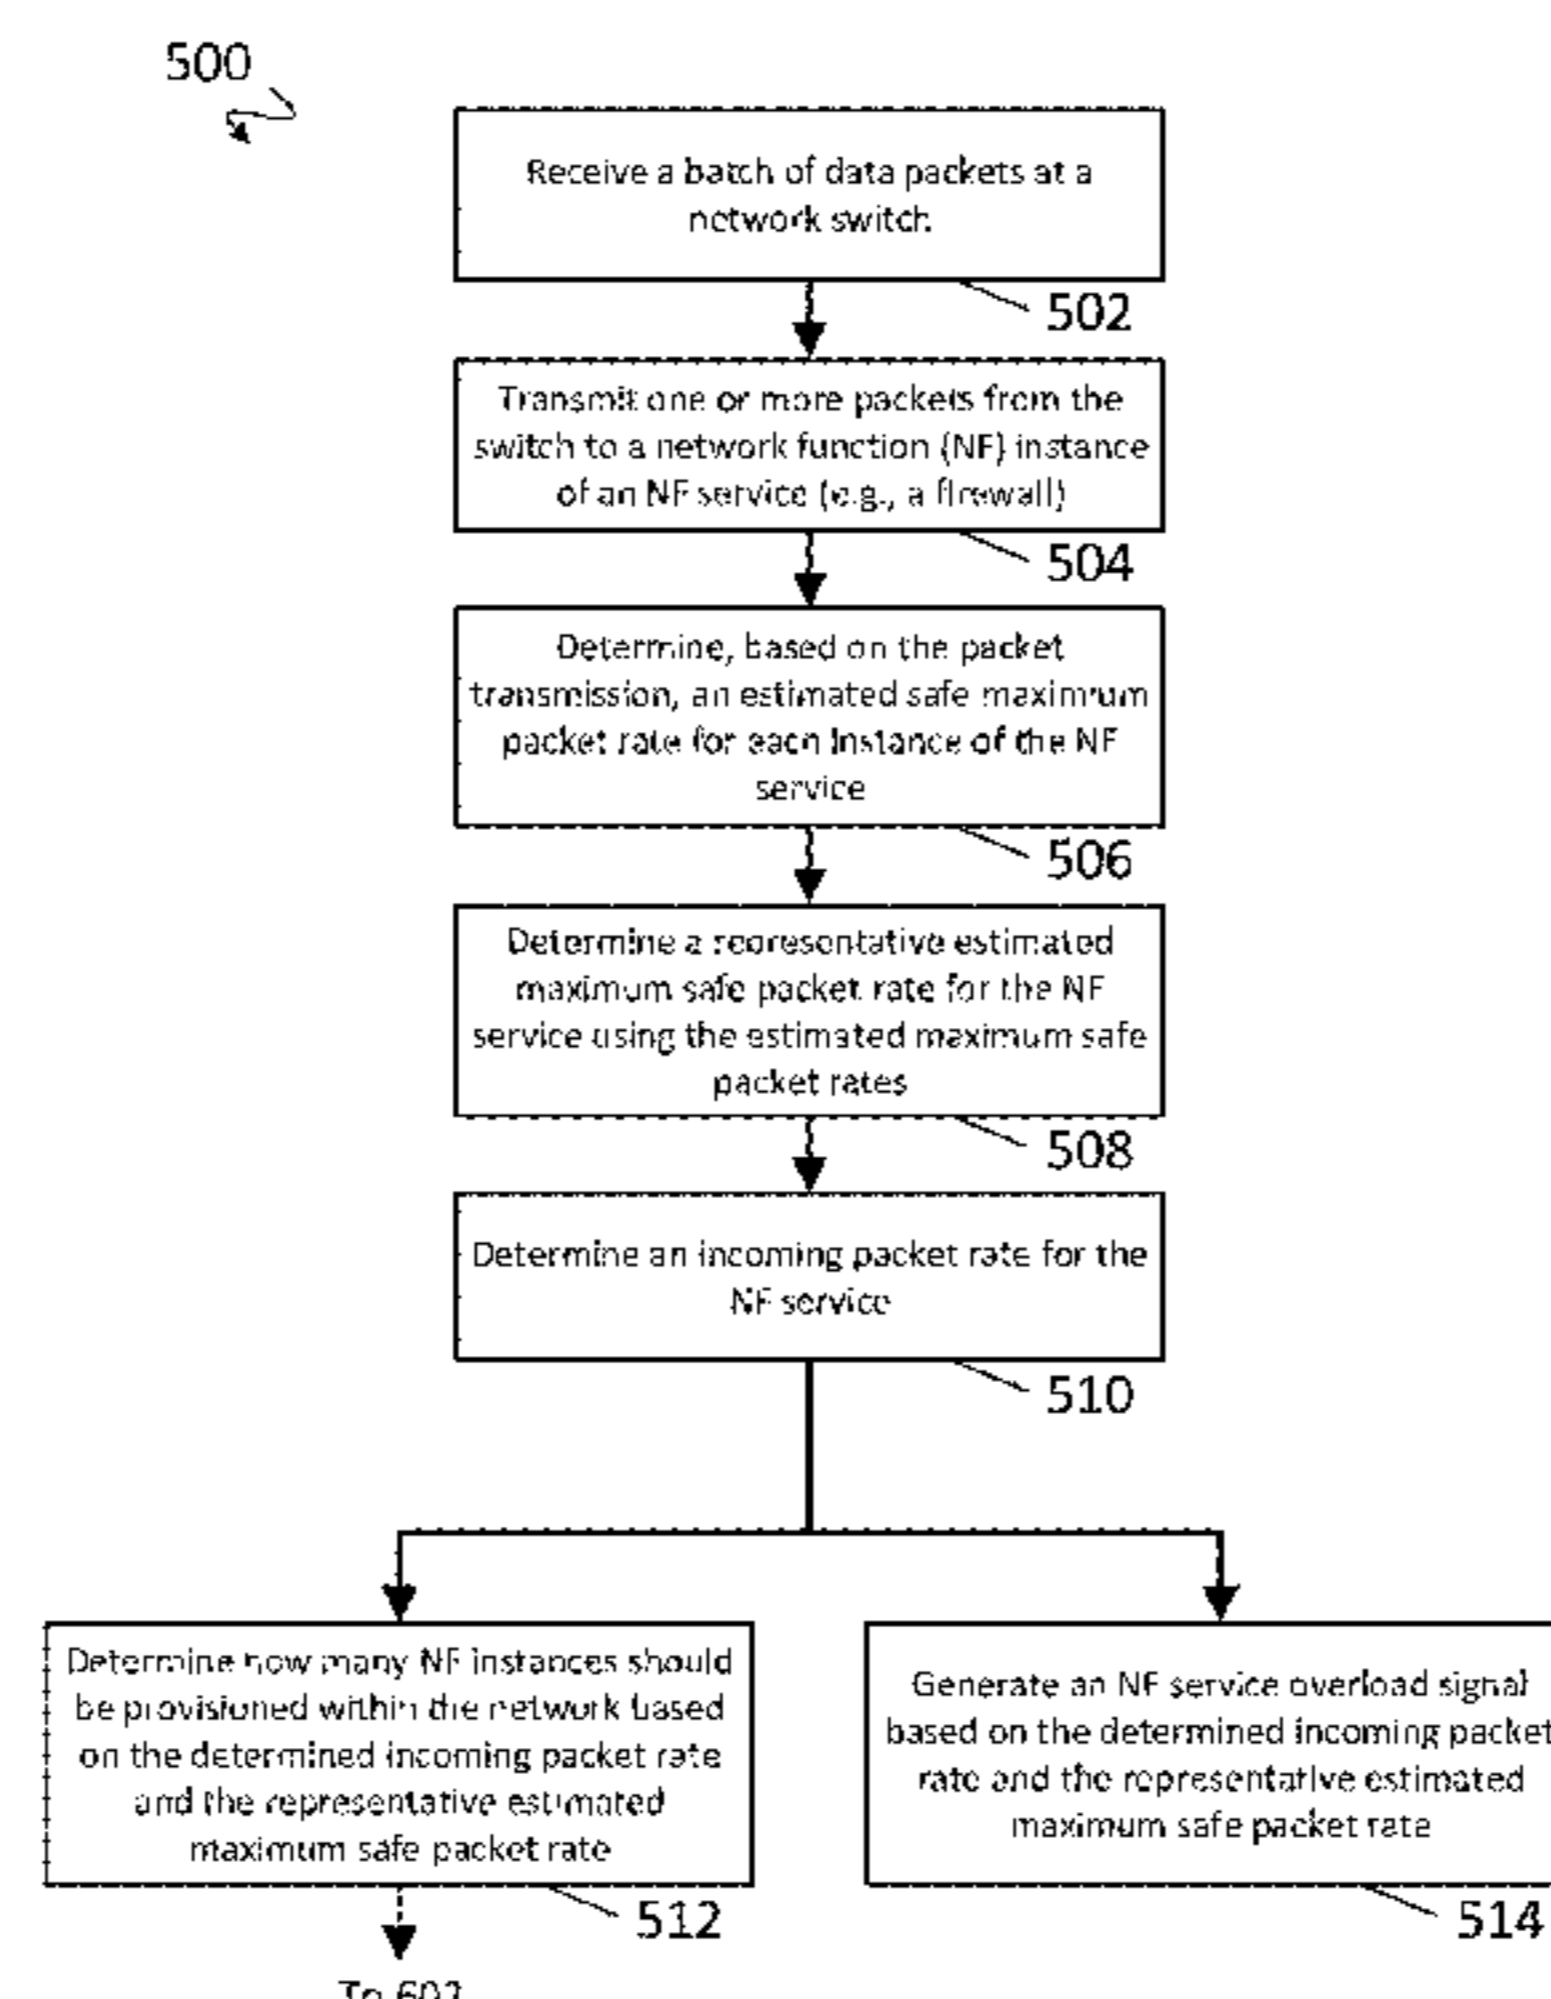 500
Receive a batch of data packets at a
network switch
502
Transmit one or more packets from the
switch to a network function (NF) instance
of an NF service (e.g., a firewall)
504
Determine, based on the packet
transmission, an estimated safe maximum
packet rate for each instance of the NF
service
506
Determine a representative estimated
maximum safe packet rate for the NF
service using the estimated maximum safe
packet rates
508
Determine an incoming packet rate for the
NF service
510
Determine how many NF instances should
be provisioned within the network based
on the determined incoming packet rate
and the representative estimated
maximum safe packet rate
512
Generate an NF service overload signal
based on the determined incoming packet
rate and the representative estimated
maximum safe packet rate
514
To 602